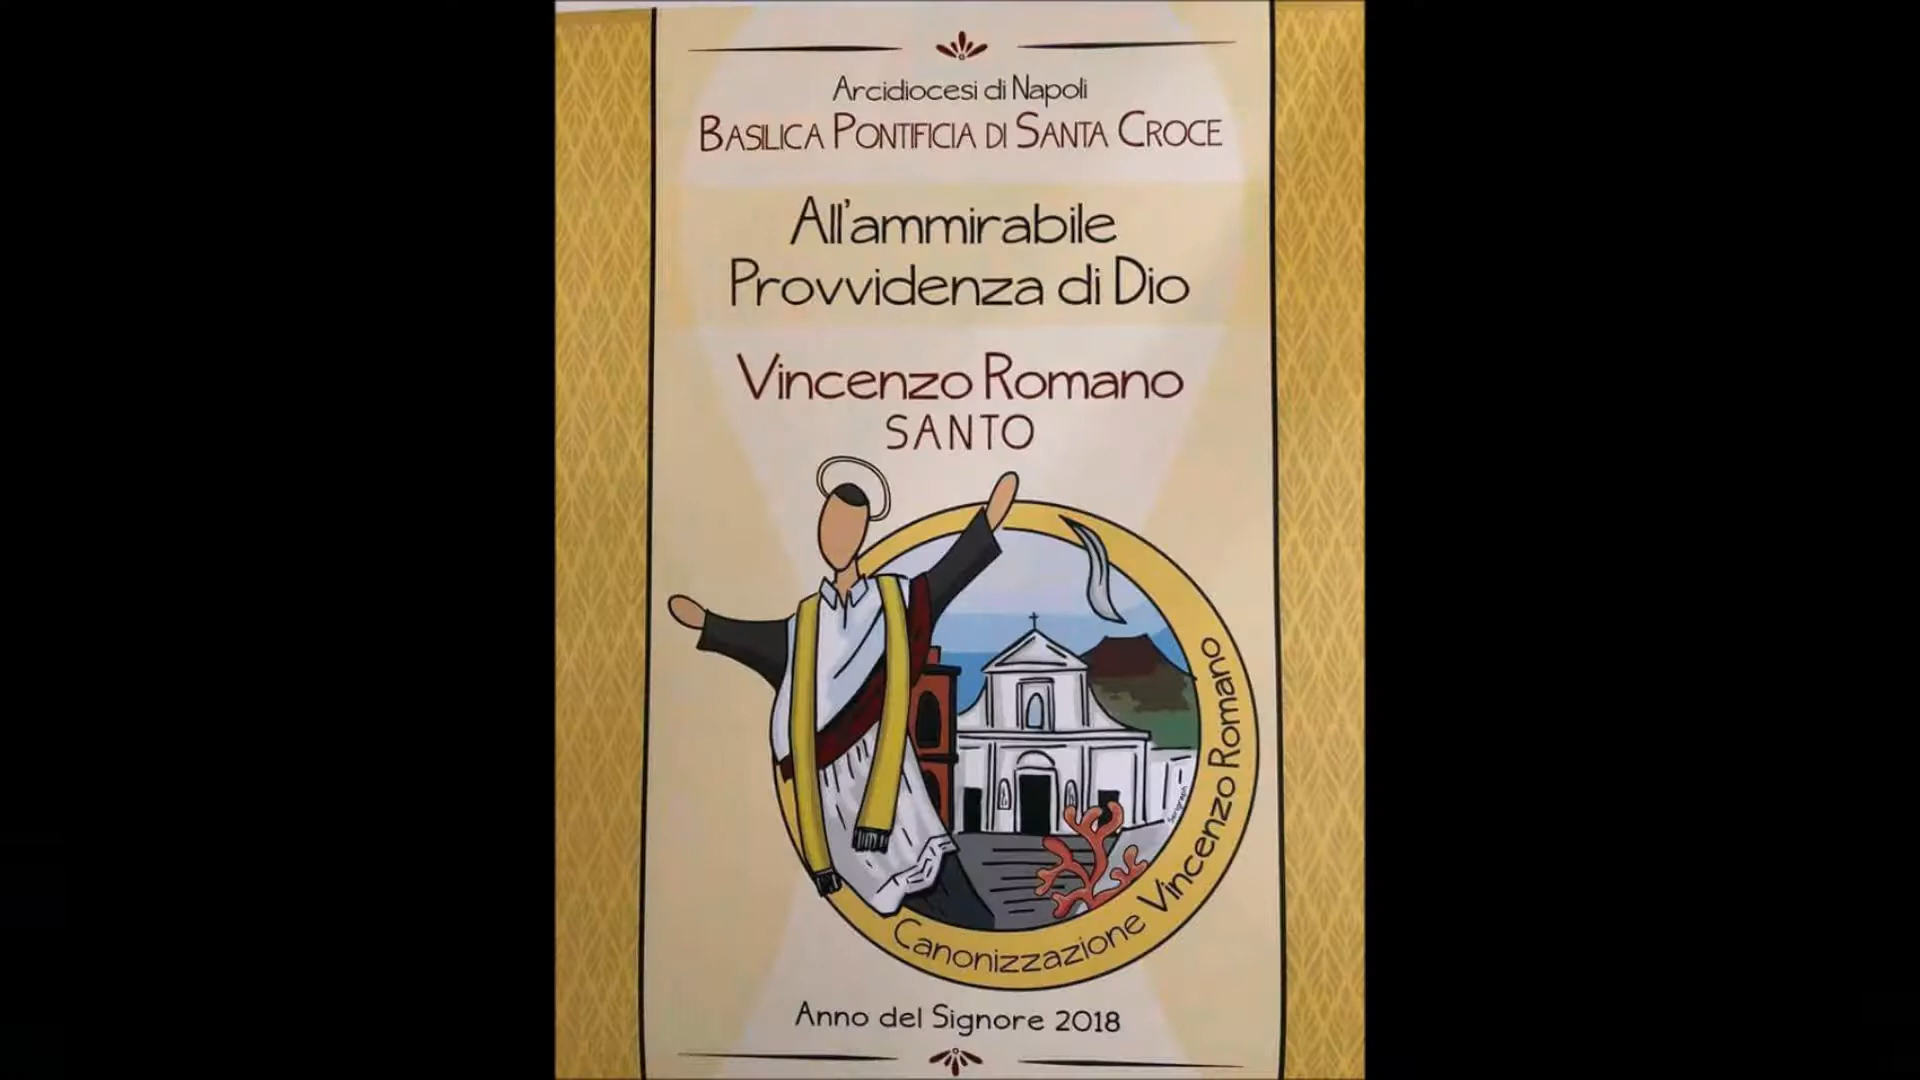 Arcidiocesi di Napoli
BASILICA PONTIFICIA DI SANTA CROCE
All'ammirabile
Provvidenza di Dio
Vincenzo Romano
SANTO
Canonizzazione Vincenzo Romano
Anno del Signore 2018